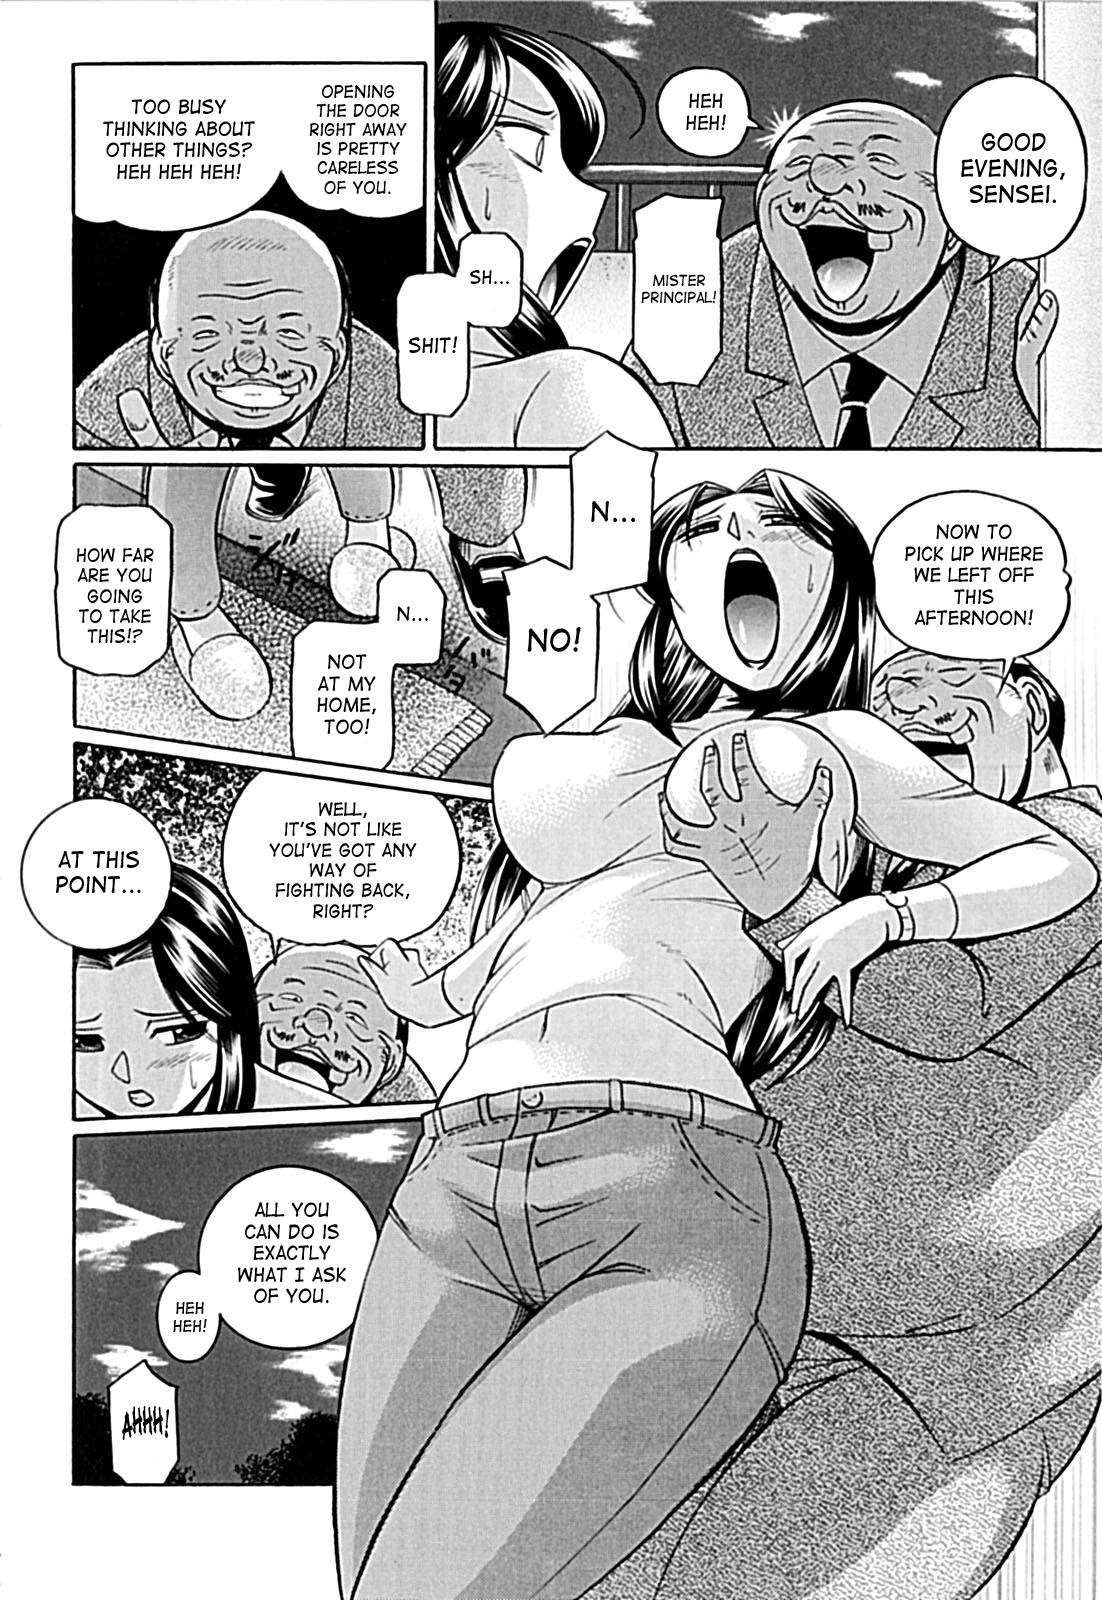 GOOD
EVENING,
SENSEI.
HEH
HEH!
MISTER
PRINCIPAL!
SH...
SHIT!
OPENING
THE DOOR
RIGHT AWAY
IS PRETTY
CARELESS
OF YOU.
TOO BUSY
THINKING ABOUT
OTHER THINGS?
HEH HEH HEH!
NOW TO
PICK UP WHERE
WE LEFT OFF
THIS
AFTERNOON!
N...
NO!
N...
NOT
AT MY
HOME,
TOO!
HOW FAR
ARE YOU
GOING
TO TAKE
THIS!?
WELL,
IT'S NOT LIKE
YOU'VE GOT ANY
WAY OF
FIGHTING BACK,
RIGHT?
AT THIS
POINT...
ALL YOU
CAN DO IS
EXACTLY
WHAT I ASK
OF YOU.
HEH
HEH!
AHHH!